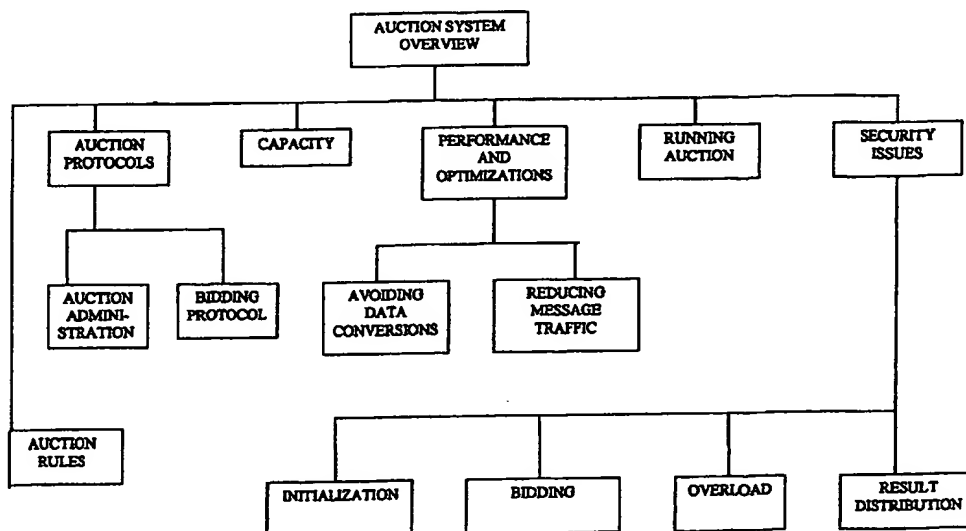 AUCTION SYSTEM
OVERVIEW
AUCTION
PROTOCOLS
CAPACITY
PERFORMANCE
AND
OPTIMIZATIONS
RUNNING
AUCTION
SECURITY
ISSUES
AUCTION
ADMINI-
STRATION
BIDDING
PROTOCOL
AVOIDING
DATA
CONVERSIONS
REDUCING
MESSAGE
TRAFFIC
AUCTION
RULES
INITIALIZATION
BIDDING
OVERLOAD
RESULT
DISTRIBUTION